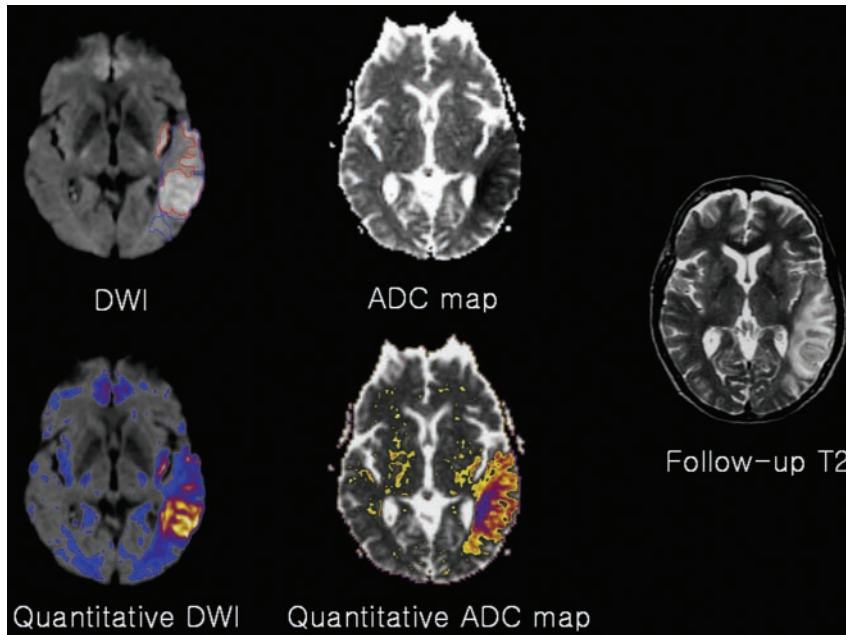 DWI
ADC map
Follow-up T2
Quantitative DWI
Quantitative ADC map